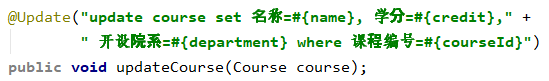 @Update("update course set 名称=#{name}, 学分=#{credit}," +
" 开设院系=#{department} where 课程编号=#{courseId}")
public void updateCourse(Course course);